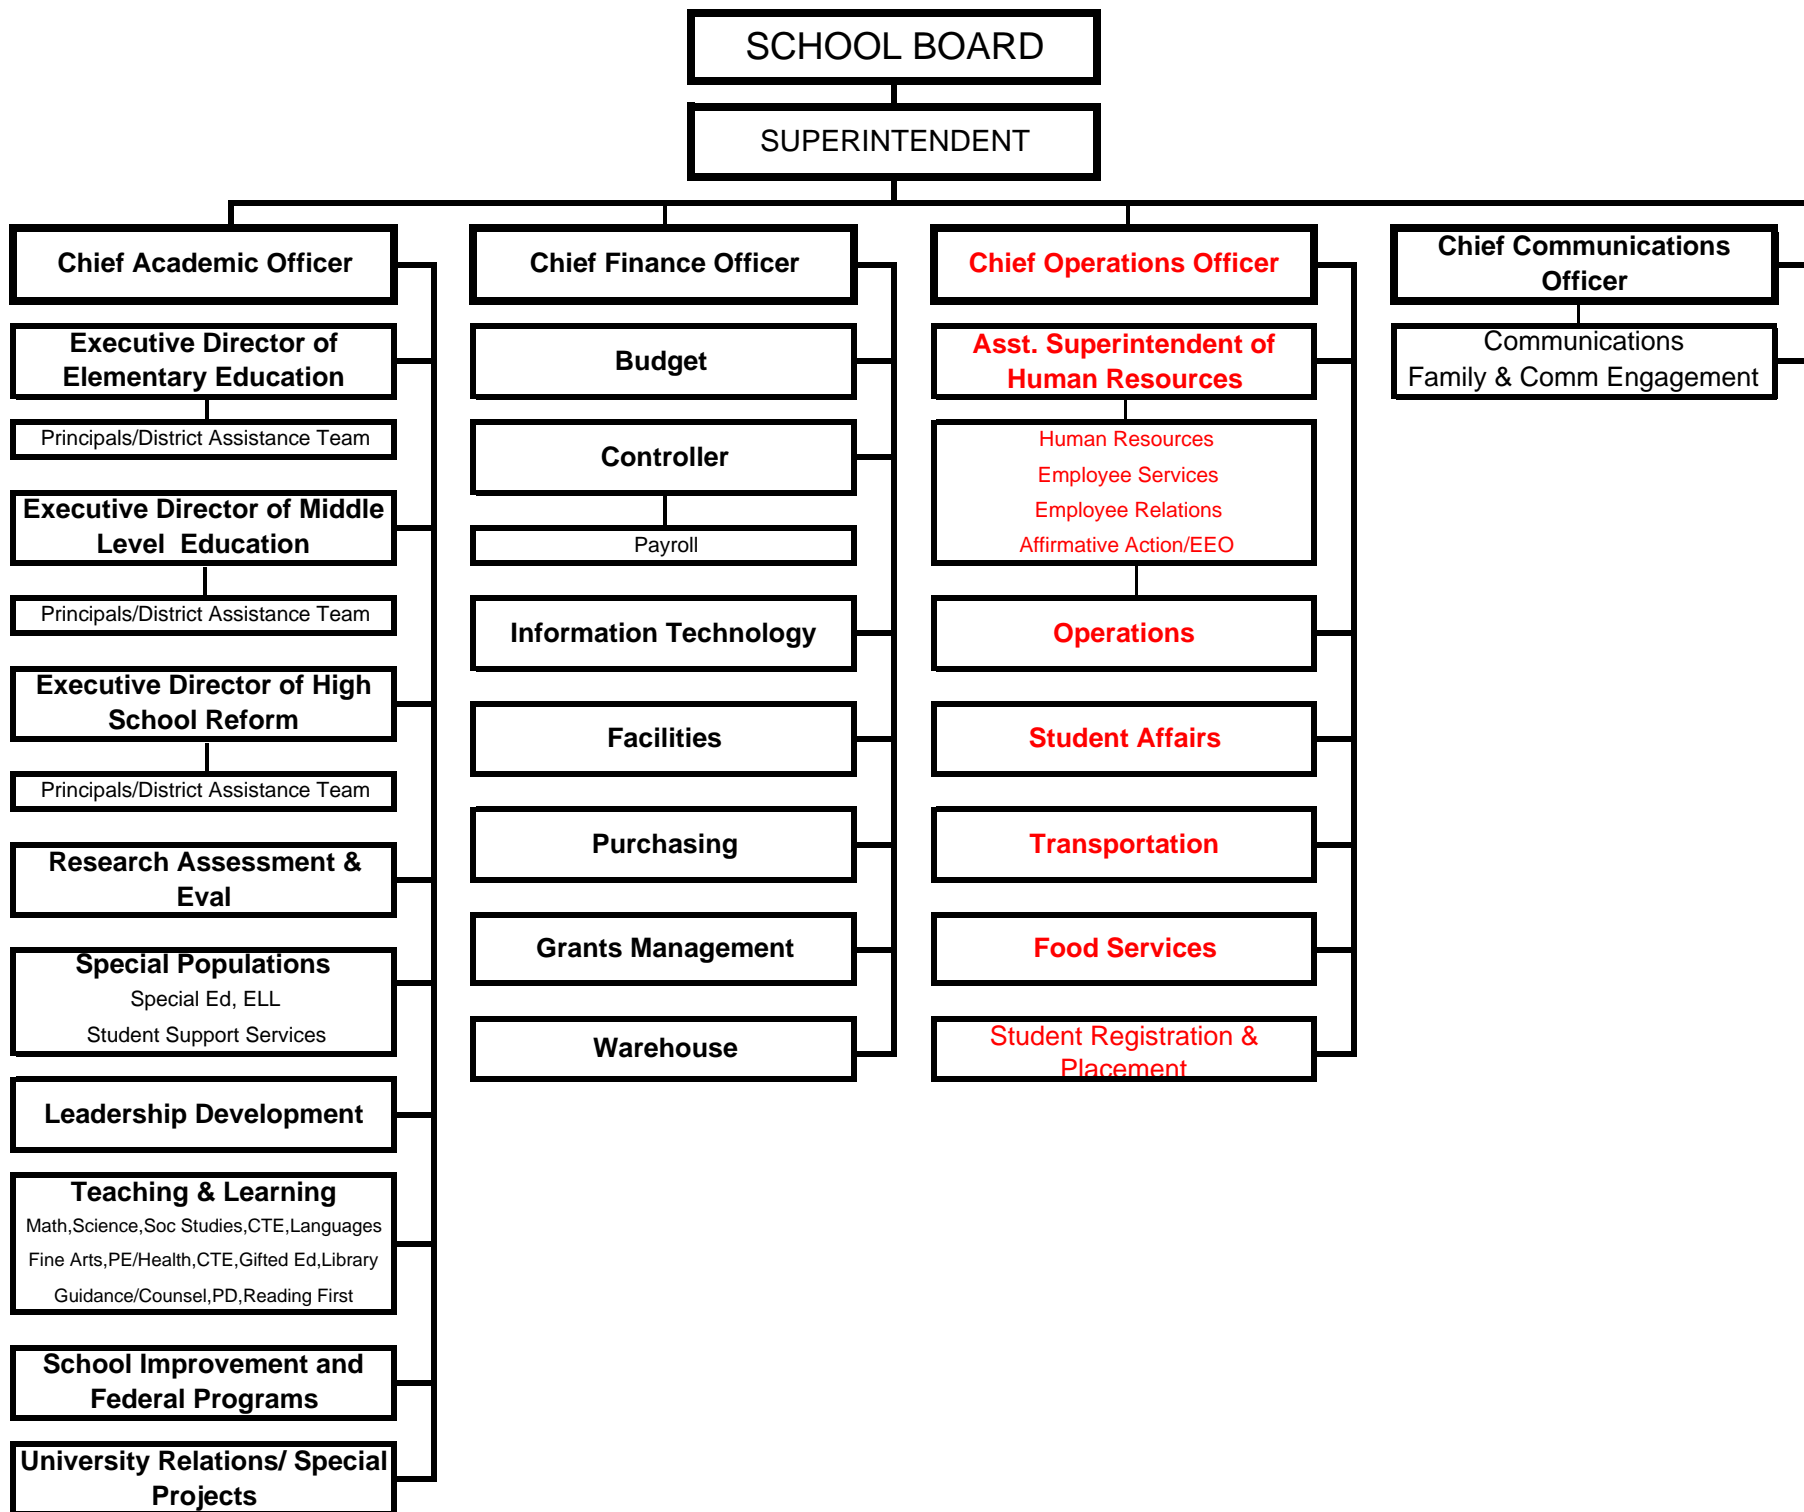 SCHOOL BOARD
SUPERINTENDENT
Chief Academic Officer
Executive Director of
Elementary Education
Principals/District Assistance Team
Executive Director of Middle
Level  Education
Principals/District Assistance Team
Executive Director of High
School Reform
Principals/District Assistance Team
Research Assessment &
Eval
Special Populations
Special Ed, ELL
Student Support Services
Leadership Development
Teaching & Learning
Math,Science,Soc Studies,CTE,Languages
Fine Arts,PE/Health,CTE,Gifted Ed,Library
Guidance/Counsel,PD,Reading First
School Improvement and
Federal Programs
University Relations/ Special
Projects
Chief Finance Officer
Budget
Controller
Payroll
Information Technology
Facilities
Purchasing
Grants Management
Warehouse
Chief Operations Officer
Asst. Superintendent of
Human Resources
Human Resources
Employee Services
Employee Relations
Affirmative Action/EEO
Operations
Student Affairs
Transportation
Food Services
Student Registration &
Placement
Chief Communications
Officer
Communications
Family & Comm Engagement